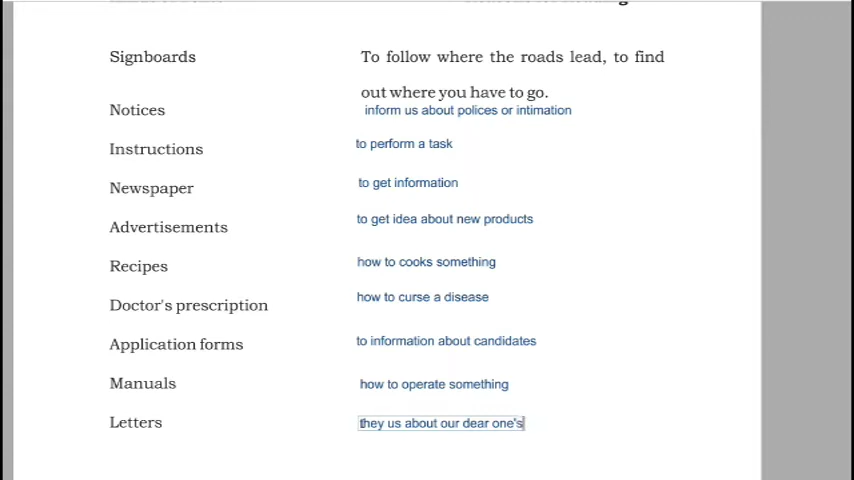 Signboards To follow where the roads lead, to find
out where you have to go.
Notices inform us about polices or intimation
Instructions to perform a task
Newspaper to get information
Advertisements to get idea about new products
Recipes how to cooks something
Doctor's prescription how to curse a disease
Application forms to information about candidates
Manuals how to operate something
Letters they us about our dear one's